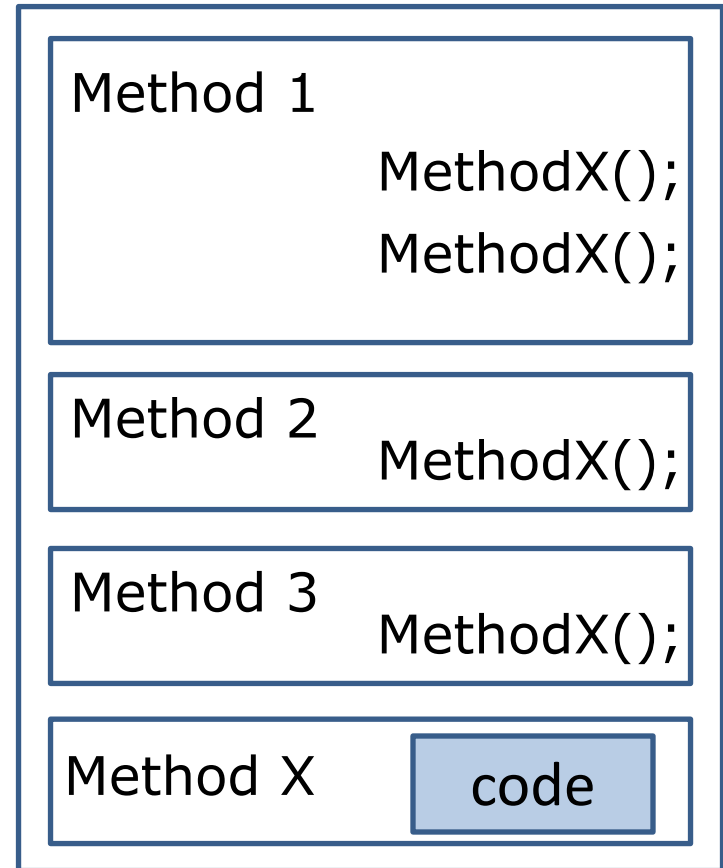 Method 1
MethodX();
MethodX();
Method 2
MethodX();
Method 3
MethodX();
Method X
code